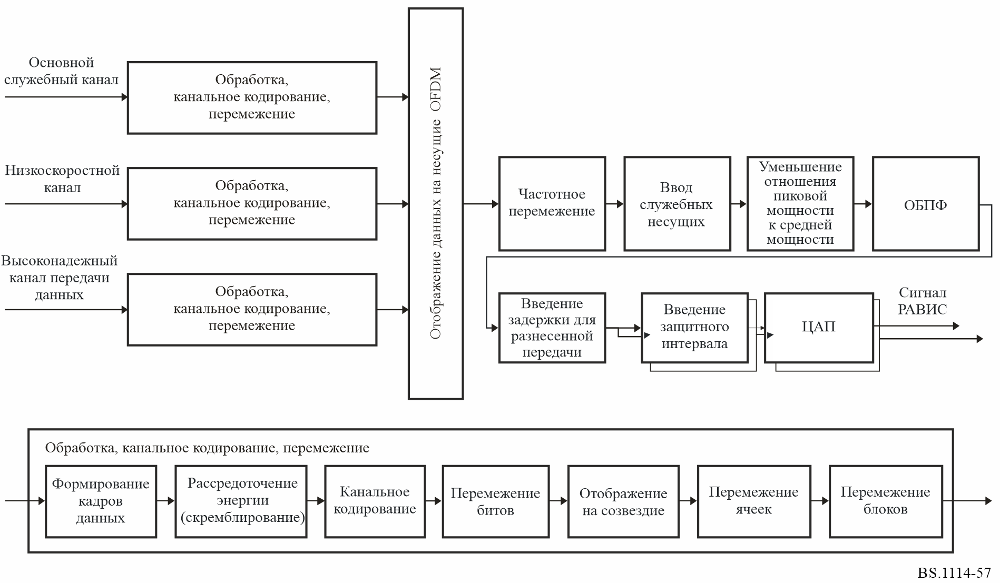 Основной
служебный канал
Обработка,
канальное кодирование,
перемежение
Низкоскоростной
канал
Обработка,
канальное кодирование,
перемежение
Высоконадежный
канал передачи
данных
Обработка,
канальное кодирование,
перемежение
Отображение данных на несущие OFDM
Частотное
перемежение
Ввод
служебных
несущих
Уменьшение
отношения
пиковой
мощности
к средней
мощности
ОБПФ
Введение
задержки для
разнесенной
передачи
Введение
защитного
интервала
ЦАП
Сигнал
РАВИС
Обработка, канальное кодирование, перемежение
Формирование
кадров
данных
Рассредоточение
энергии
(скремблирование)
Канальное
кодирование
Перемежение
битов
Отображение
на созвездие
Перемежение
ячеек
Перемежение
блоков
BS.1114-57